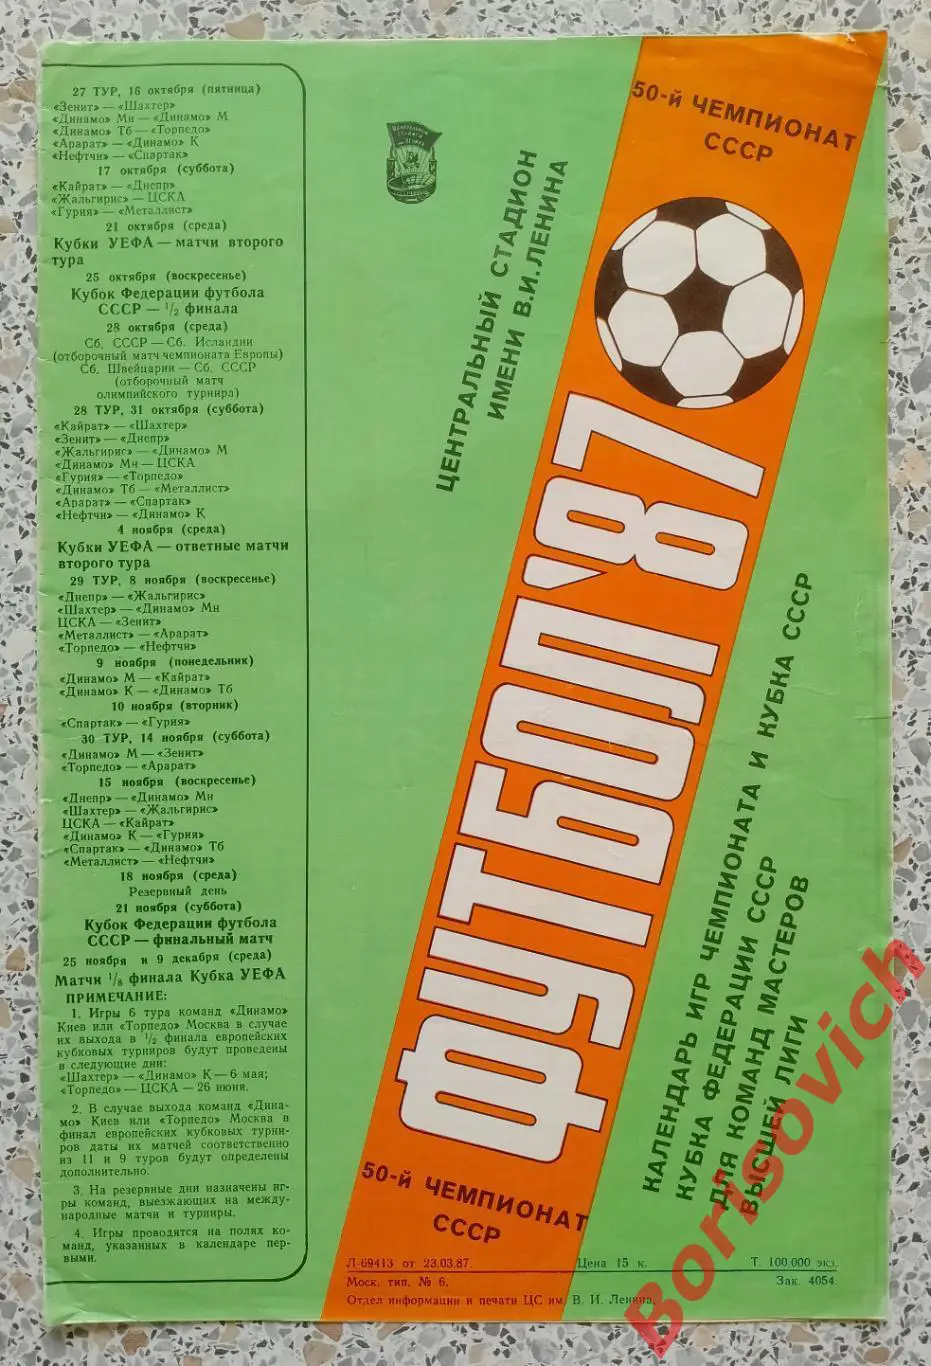 27 ТУР, 16 октября (пятница)
«Зенит» — «Шахтер»
«Динамо» Мн — «Динамо» М
«Динамо» Тб — «Торпедо»
«Арарат» — «Динамо» К
«Нефтчи» — «Спартак»
17 октября (суббота)
«Кайрат» — «Днепр»
«Жальгирис» — ЦСКА
«Гурия» — «Металлист»
21 октября (среда)
Кубки УЕФА — матчи второго
тура
25 октября (воскресенье)
Кубок Федерации футбола
СССР — 1/2 финала
28 октября (среда)
Сб. СССР — Сб. Исландии
(отборочный матч чемпионата Европы)
Сб. Швейцарии — Сб. СССР
(отборочный матч
олимпийского турнира)
28 ТУР, 31 октября (суббота)
«Кайрат» — «Шахтер»
«Зенит» — «Днепр»
«Жальгирис» — «Динамо» М
«Динамо» Мн — ЦСКА
«Гурия» — «Торпедо»
«Динамо» Тб — «Металлист»
«Арарат» — «Спартак»
«Нефтчи» — «Динамо» К
4 ноября (среда)
Кубки УЕФА — ответные матчи
второго тура
29 ТУР, 8 ноября (воскресенье)
«Днепр» — «Жальгирис»
«Шахтер» — «Динамо» Мн
ЦСКА — «Зенит»
«Металлист» — «Арарат»
«Торпедо» — «Нефтчи»
9 ноября (понедельник)
«Динамо» М — «Кайрат»
«Динамо» К — «Динамо» Тб
10 ноября (вторник)
«Спартак» — «Гурия»
30 ТУР, 14 ноября (суббота)
«Динамо» М — «Зенит»
«Торпедо» — «Арарат»
15 ноября (воскресенье)
«Днепр» — «Динамо» Мн
«Шахтер» — «Жальгирис»
ЦСКА — «Кайрат»
«Динамо» К — «Гурия»
«Спартак» — «Динамо» Тб
«Металлист» — «Нефтчи»
18 ноября (среда)
Резервный день
21 ноября (суббота)
Кубок Федерации футбола
СССР — финальный матч
25 ноября и 9 декабря (среда)
Матчи 1/8 финала Кубка УЕФА
ПРИМЕЧАНИЕ:
1. Игры 6 тура команд «Динамо»
Киев или «Торпедо» Москва в случае
их выхода в 1/2 финала европейских
кубковых турниров будут проведены
в следующие дни:
«Шахтер» — «Динамо» К — 6 мая;
«Торпедо» — ЦСКА — 26 июня.
2. В случае выхода команд «Дина-
мо» Киев или «Торпедо» Москва в
финал европейских кубковых турни-
ров даты их матчей соответственно
из 11 и 9 туров будут определены
дополнительно.
3. На резервные дни назначены иг-
ры команд, выезжающих на между-
народные матчи и турниры.
4. Игры проводятся на полях ко-
манд, указанных в календаре пер-
выми.
ЦЕНТРАЛЬНЫЙ СТАДИОН
ИМЕНИ В.И.ЛЕНИНА
50-й ЧЕМПИОНАТ
СССР
ФУТБОЛ'87
50-й ЧЕМПИОНАТ
СССР
КАЛЕНДАРЬ ИГР ЧЕМПИОНАТА И КУБКА СССР
КУБКА ФЕДЕРАЦИИ СССР
ДЛЯ КОМАНД МАСТЕРОВ
ВЫСШЕЙ ЛИГИ
Л-69413 от 23.03.87. Цена 15 к. Т. 100.000 экз.
Моск. тип. № 6. Зак. 4054.
Отдел информации и печати ЦС им. В. И. Ленина.
Borisovich